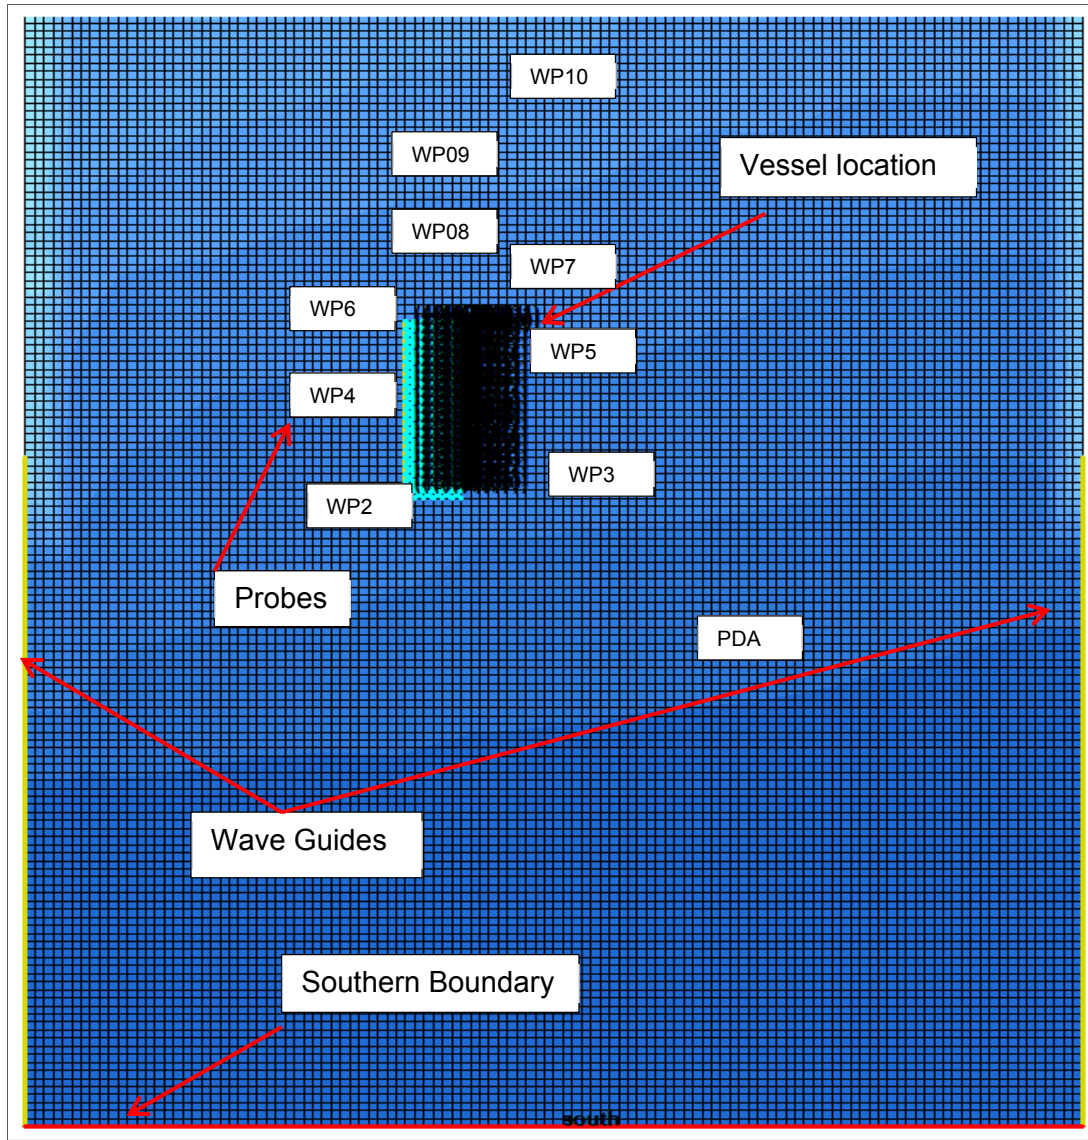 WP10
WP09
Vessel location
WP08
WP7
WP6
WP5
WP4
WP3
WP2
Probes
PDA
Wave Guides
Southern Boundary
south